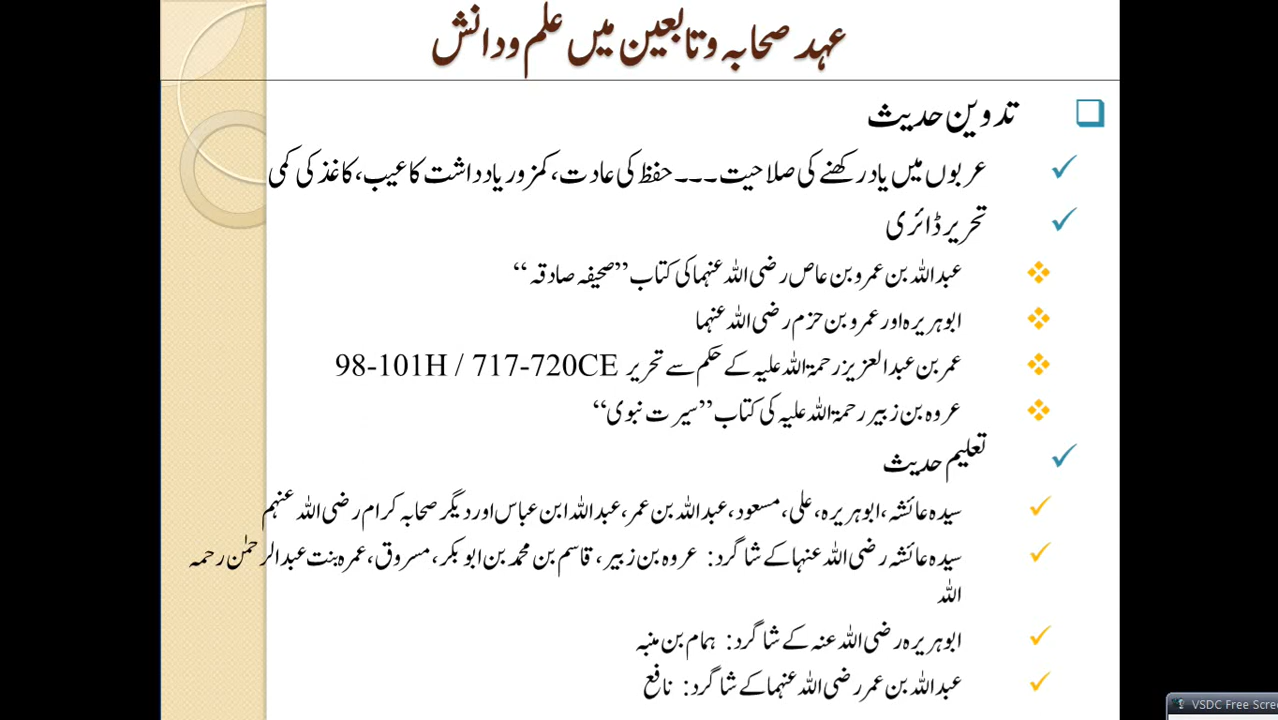 عہد صحابہ و تابعین میں علم و دانش
تدوین حدیث
عربوں میں یاد رکھنے کی صلاحیت۔۔۔ حفظ کی عادت، کمزور یادداشت کا عیب، کاغذ کی کمی
تحریر ڈائری
عبداللہ بن عمرو بن عاص رضی اللہ عنہما کی کتاب ”صحیفہ صادقہ“
ابوہریرہ اور عمرو بن حزم رضی اللہ عنہما
عمر بن عبدالعزیز رحمۃ اللہ علیہ کے حکم سے تحریر 98-101H / 717-720CE
عروہ بن زبیر رحمۃ اللہ علیہ کی کتاب ”سیرت نبوی“
تعلیم حدیث
سیدہ عائشہ، ابوہریرہ، علی، مسعود، عبداللہ بن عمر، عبداللہ ابن عباس اور دیگر صحابہ کرام رضی اللہ عنہم
سیدہ عائشہ رضی اللہ عنہا کے شاگرد: عروہ بن زبیر، قاسم بن محمد بن ابوبکر، مسروق، عمرہ بنت عبدالرحمٰن رحمہ
اللہ
ابوہریرہ رضی اللہ عنہ کے شاگرد: ہمام بن منبہ
عبداللہ بن عمر رضی اللہ عنہما کے شاگرد: نافع
VSDC Free Scre